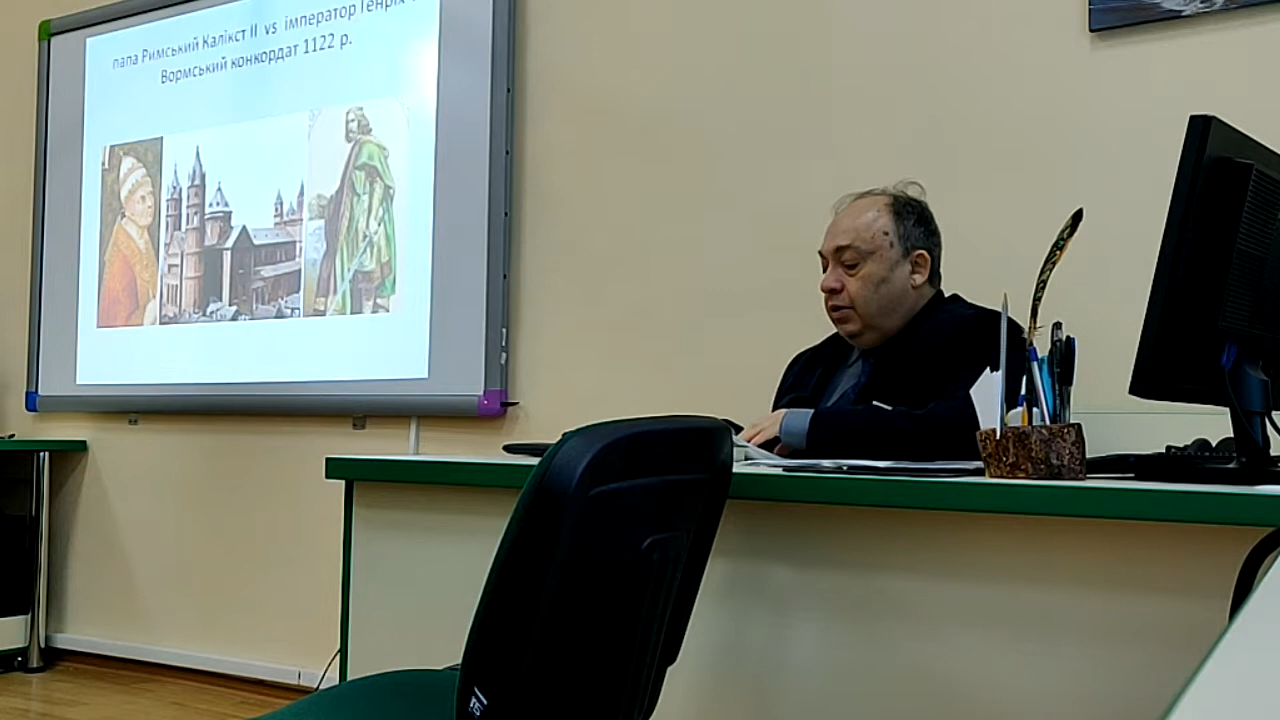 папа Римський Калікст II vs імператор Генріх
Вормський конкордат 1122 р.